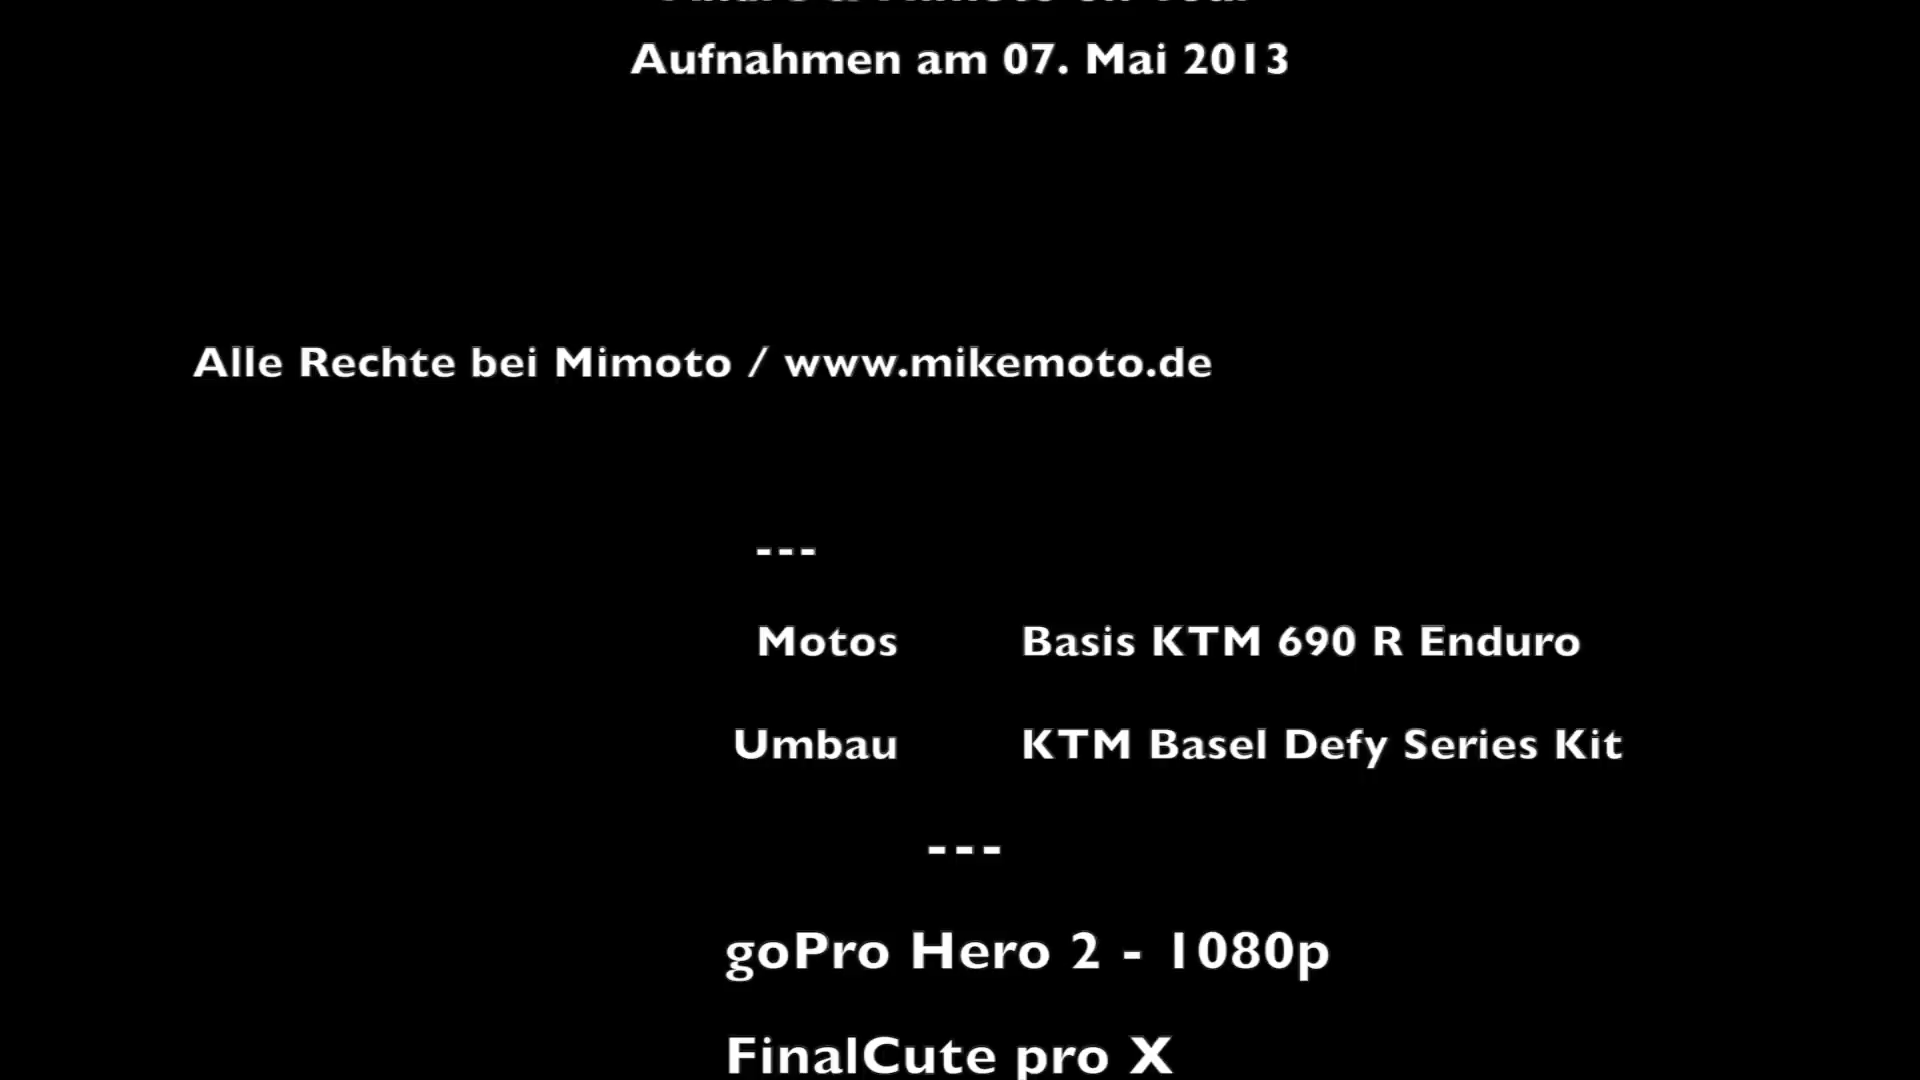 Aufnahmen am 07. Mai 2013
Alle Rechte bei Mimoto / www.mikemoto.de
---
Motos Basis KTM 690 R Enduro
Umbau KTM Basel Defy Series Kit
---
goPro Hero 2 - 1080p
FinalCute pro X